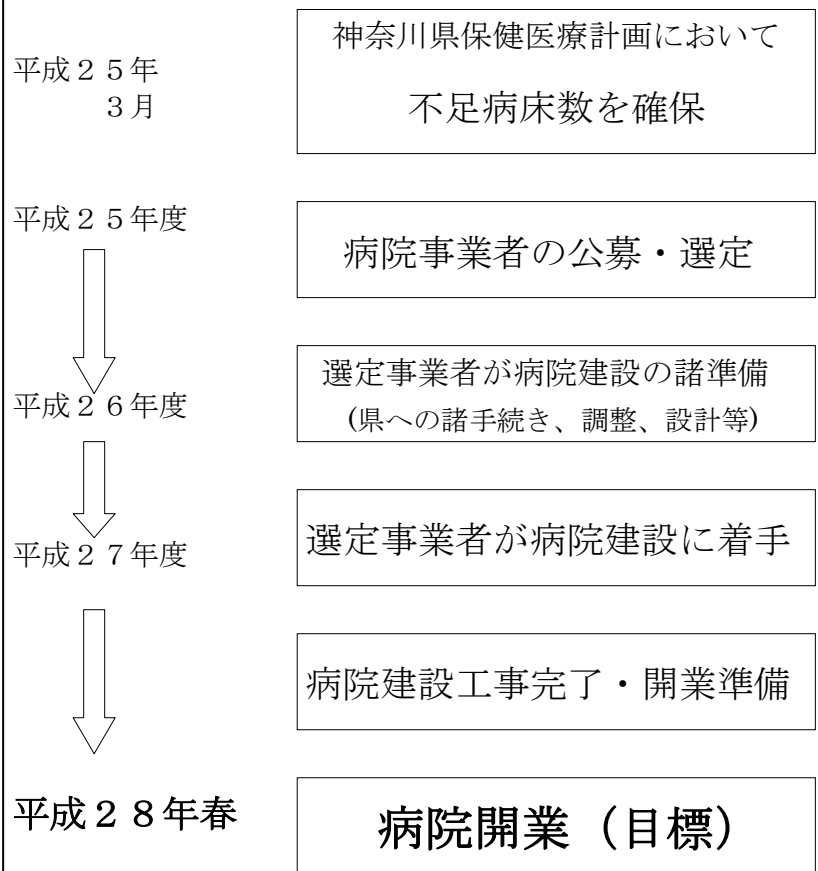 平成２５年
３月
神奈川県保健医療計画において
不足病床数を確保
平成２５年度
病院事業者の公募・選定
平成２６年度
選定事業者が病院建設の諸準備
(県への諸手続き、調整、設計等)
平成２７年度
選定事業者が病院建設に着手
病院建設工事完了・開業準備
平成２８年春
病院開業（目標）